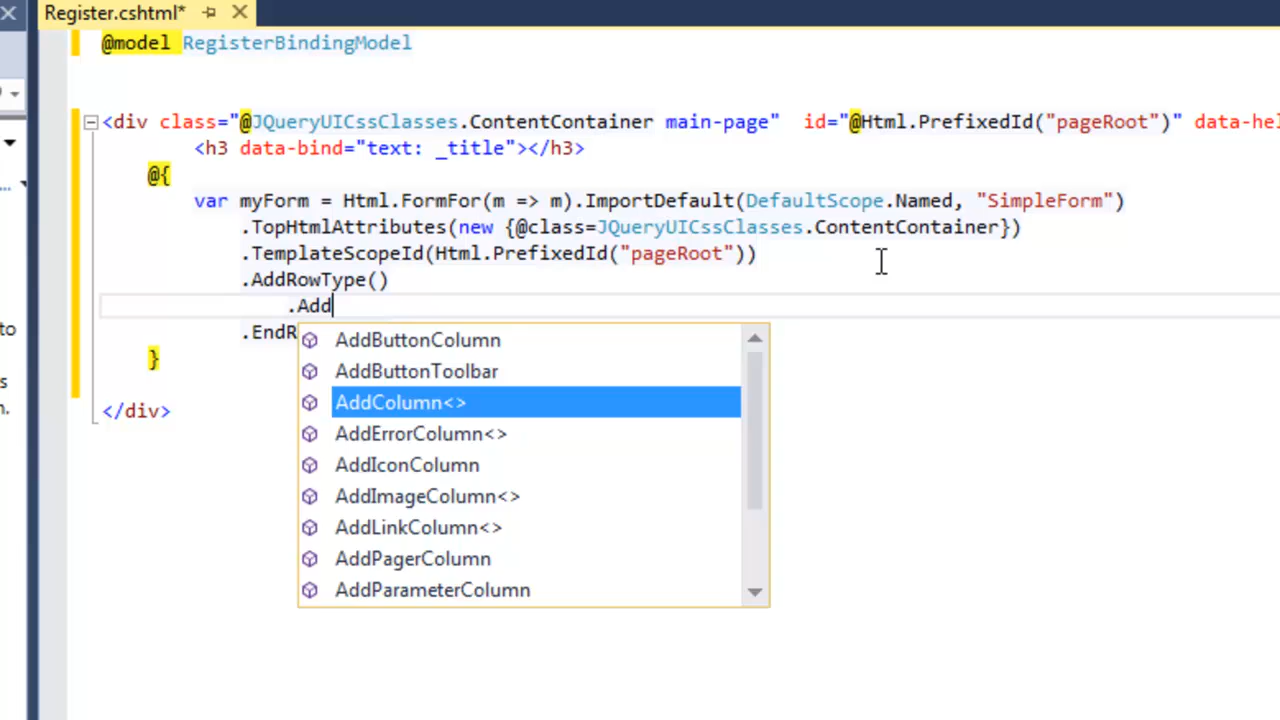 Register.cshtml*
@model RegisterBindingModel
<div class="@JQueryUICssClasses.ContentContainer main-page"  id="@Html.PrefixedId("pageRoot")" data-hel
<h3 data-bind="text: _title"></h3>
@{
var myForm = Html.FormFor(m => m).ImportDefault(DefaultScope.Named, "SimpleForm")
.TopHtmlAttributes(new {@class=JQueryUICssClasses.ContentContainer})
.TemplateScopeId(Html.PrefixedId("pageRoot"))
.AddRowType()
.Add
.EndR
}
</div>
AddButtonColumn
AddButtonToolbar
AddColumn<>
AddErrorColumn<>
AddIconColumn
AddImageColumn<>
AddLinkColumn<>
AddPagerColumn
AddParameterColumn
to